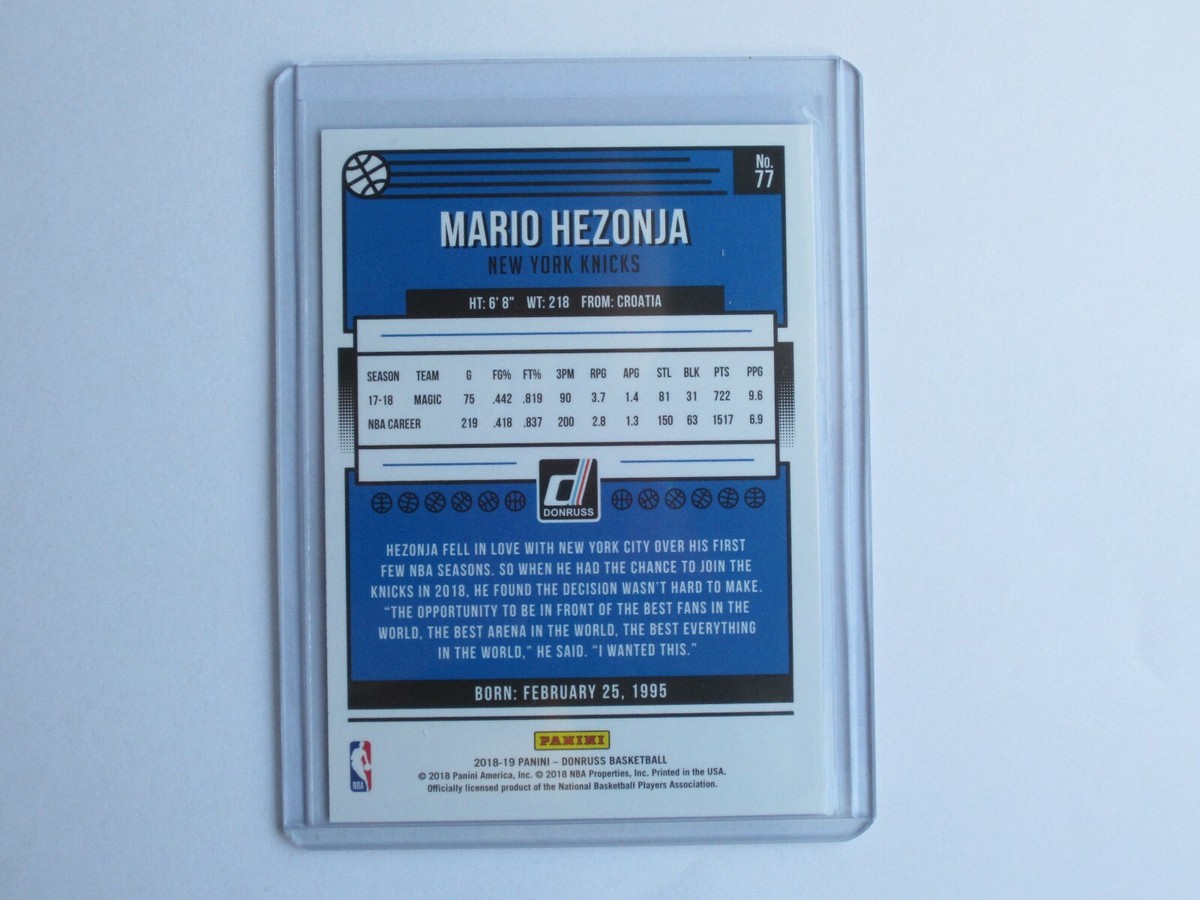 No.
77
MARIO HEZONJA
NEW YORK KNICKS
HT: 6' 8" WT: 218 FROM: CROATIA
SEASON TEAM G FG% FT% 3PM RPG APG STL BLK PTS PPG
17-18 MAGIC 75 .442 .819 90 3.7 1.4 81 31 722 9.6
NBA CAREER 219 .418 .837 200 2.8 1.3 150 63 1517 6.9
d
DONRUSS
HEZONJA FELL IN LOVE WITH NEW YORK CITY OVER HIS FIRST
FEW NBA SEASONS. SO WHEN HE HAD THE CHANCE TO JOIN THE
KNICKS IN 2018, HE FOUND THE DECISION WASN'T HARD TO MAKE.
"THE OPPORTUNITY TO BE IN FRONT OF THE BEST FANS IN THE
WORLD, THE BEST ARENA IN THE WORLD, THE BEST EVERYTHING
IN THE WORLD," HE SAID. "I WANTED THIS."
BORN: FEBRUARY 25, 1995
PANINI
NBA
2018-19 PANINI – DONRUSS BASKETBALL
© 2018 Panini America, Inc. © 2018 NBA Properties, Inc. Printed in the USA.
Officially licensed product of the National Basketball Players Association.